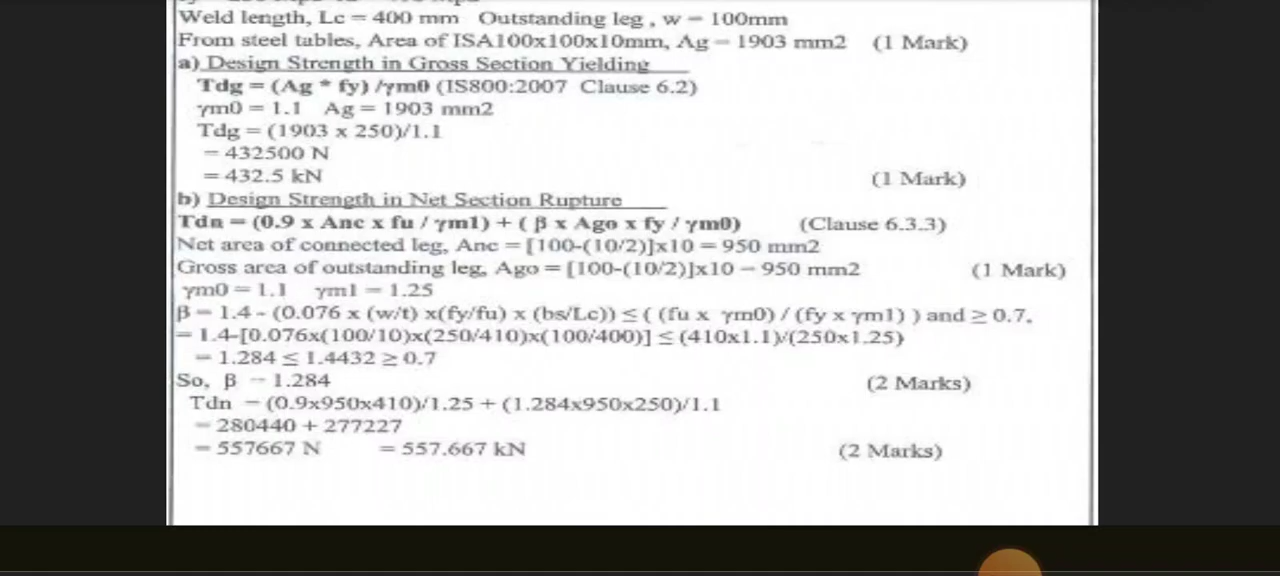 Weld length, Lc = 400 mm Outstanding leg , w = 100mm
From steel tables, Area of ISA100x100x10mm, Ag = 1903 mm2 (1 Mark)
a) Design Strength in Gross Section Yielding
Tdg = (Ag * fy) /γm0 (IS800:2007 Clause 6.2)
γm0 = 1.1 Ag = 1903 mm2
Tdg = (1903 x 250)/1.1
= 432500 N
= 432.5 kN (1 Mark)
b) Design Strength in Net Section Rupture
Tdn = (0.9 x Anc x fu / γm1) + ( β x Ago x fy / γm0) (Clause 6.3.3)
Net area of connected leg, Anc = [100-(10/2)]x10 = 950 mm2
Gross area of outstanding leg, Ago = [100-(10/2)]x10 = 950 mm2 (1 Mark)
γm0 = 1.1 γm1 = 1.25
β = 1.4 - (0.076 x (w/t) x(fy/fu) x (bs/Lc)) ≤ ( (fu x γm0) / (fy x γm1) ) and ≥ 0.7.
= 1.4-[0.076x(100/10)x(250/410)x(100/400)] ≤ (410x1.1)/(250x1.25)
= 1.284 ≤ 1.4432 ≥ 0.7
So, β = 1.284 (2 Marks)
Tdn = (0.9x950x410)/1.25 + (1.284x950x250)/1.1
= 280440 + 277227
= 557667 N = 557.667 kN (2 Marks)